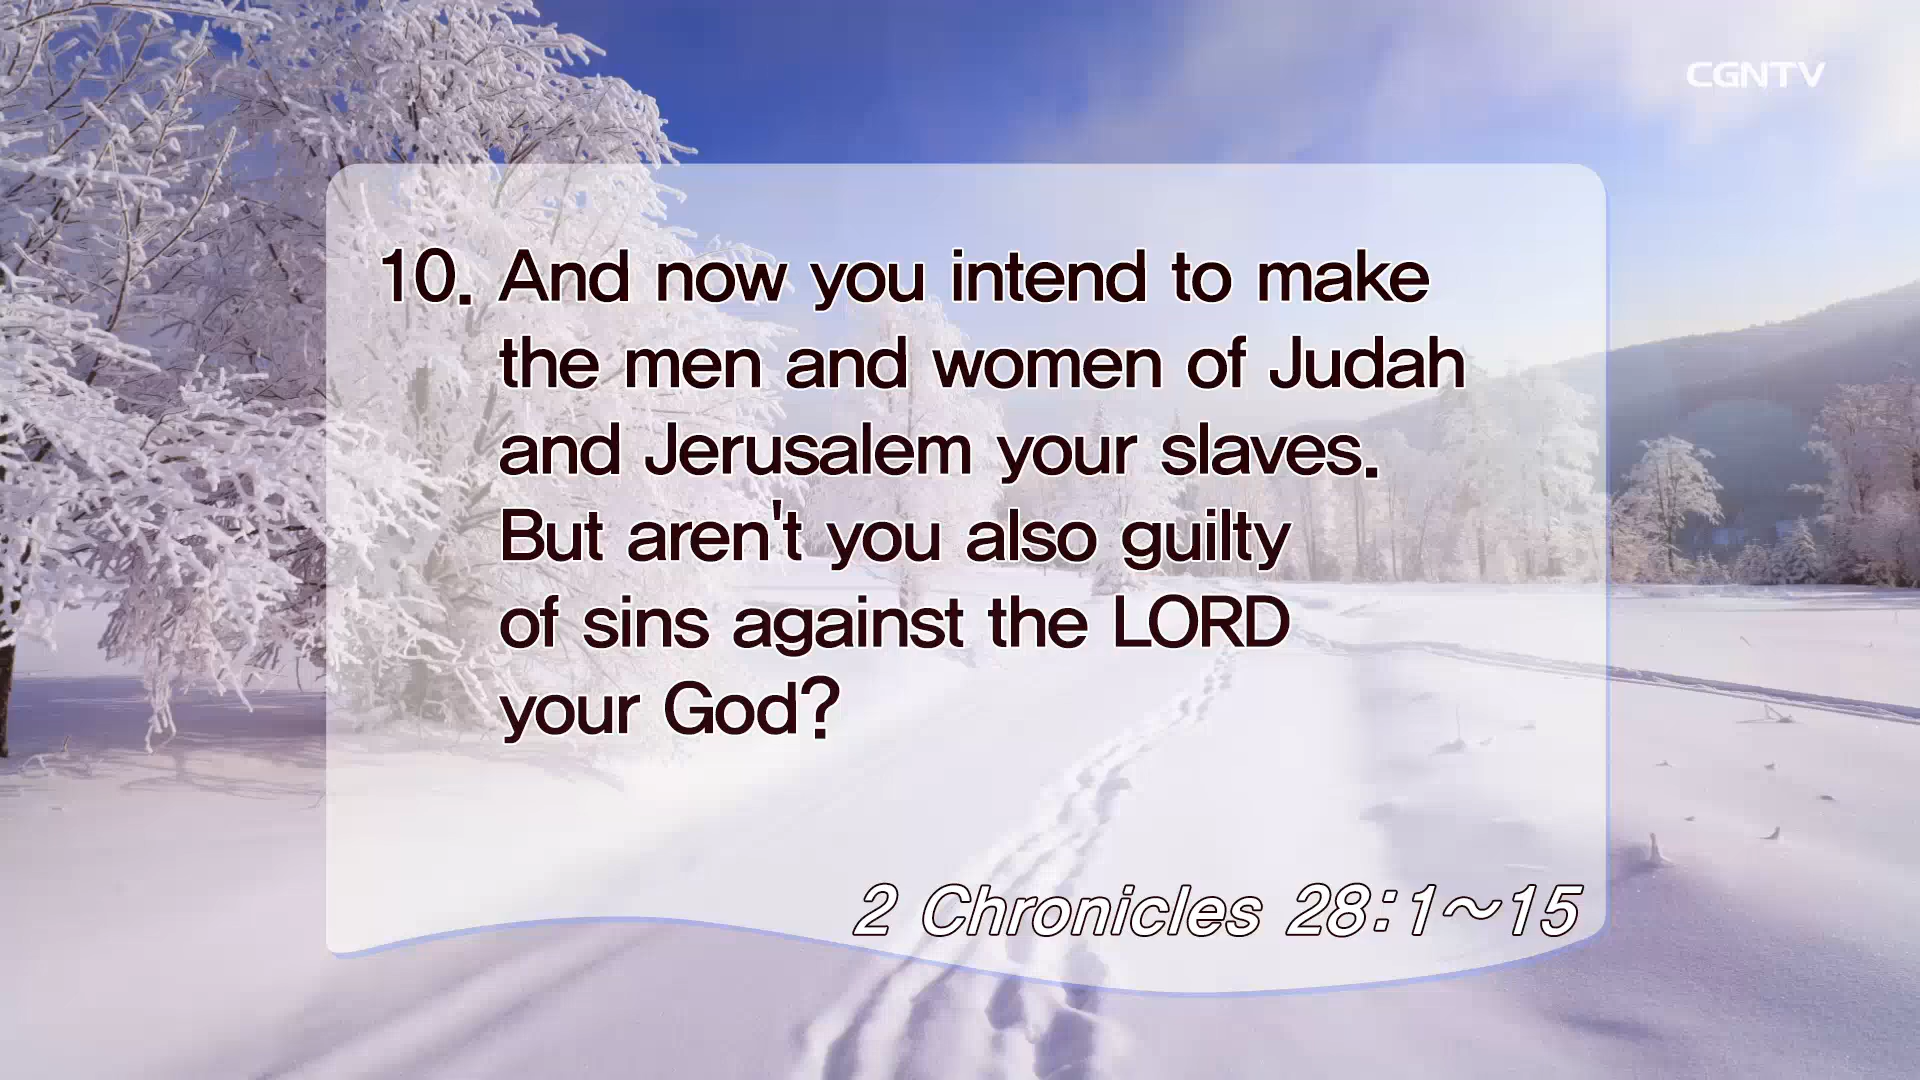 CGNTV
10. And now you intend to make
the men and women of Judah
and Jerusalem your slaves.
But aren't you also guilty
of sins against the LORD
your God?
2 Chronicles 28:1~15